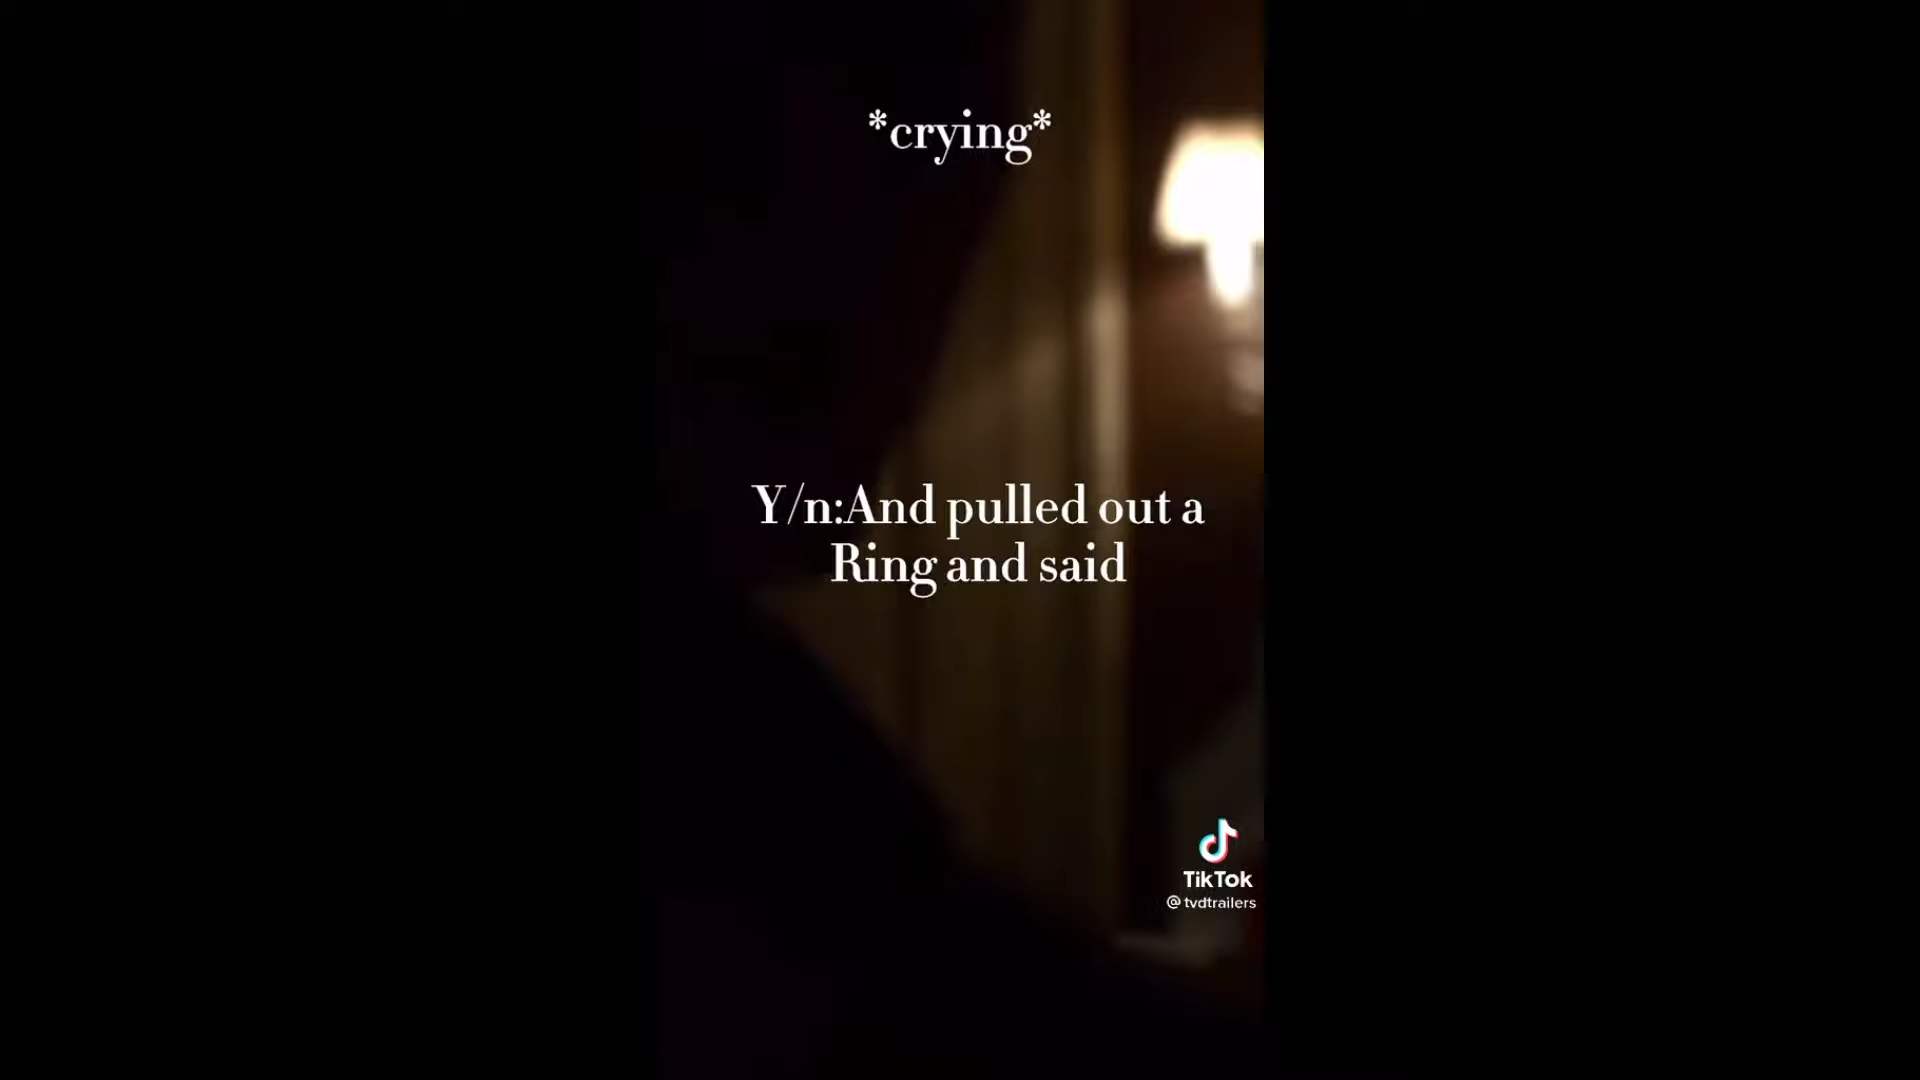 *crying*
Y/n:And pulled out a
Ring and said
TikTok
@tvdtrailers